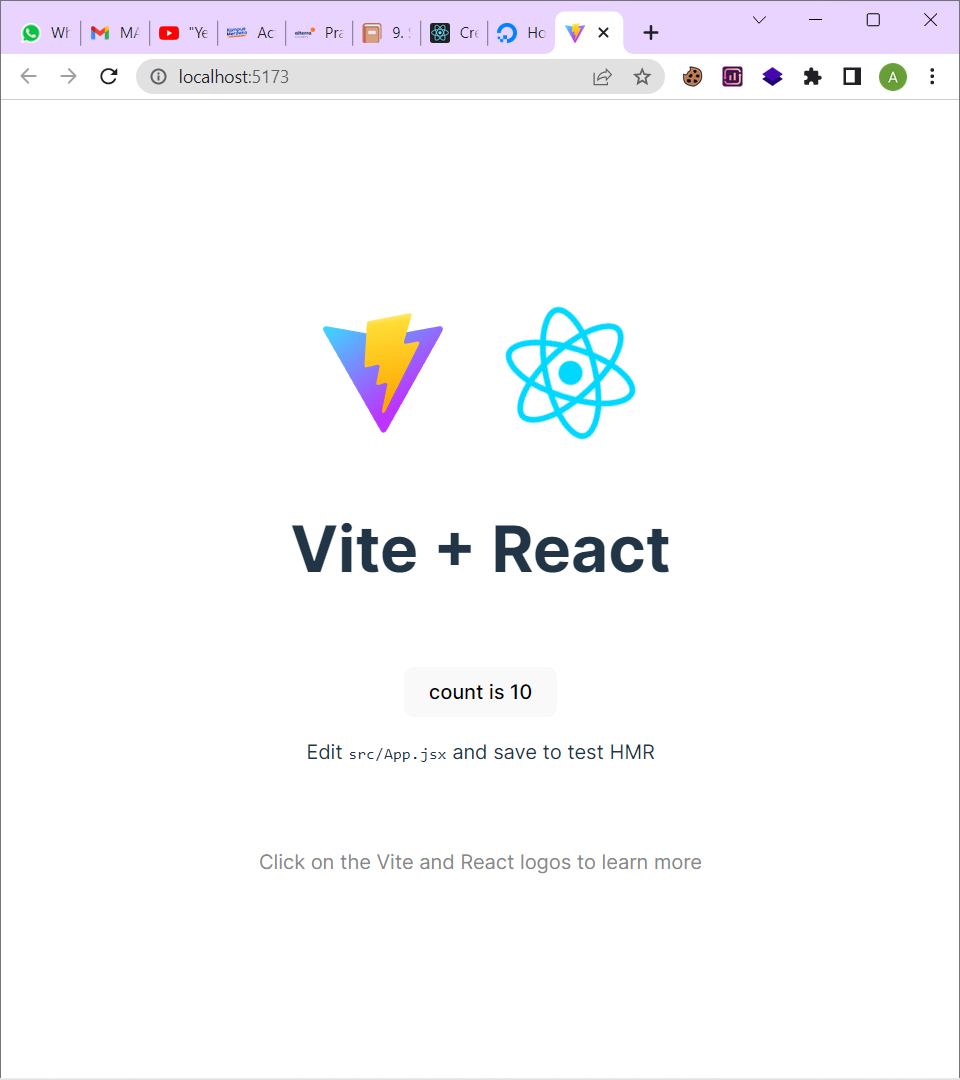 Wh MA "Ye Ac Pra 9. Cre Ho
localhost:5173
A
Vite + React
count is 10
Edit src/App.jsx and save to test HMR
Click on the Vite and React logos to learn more